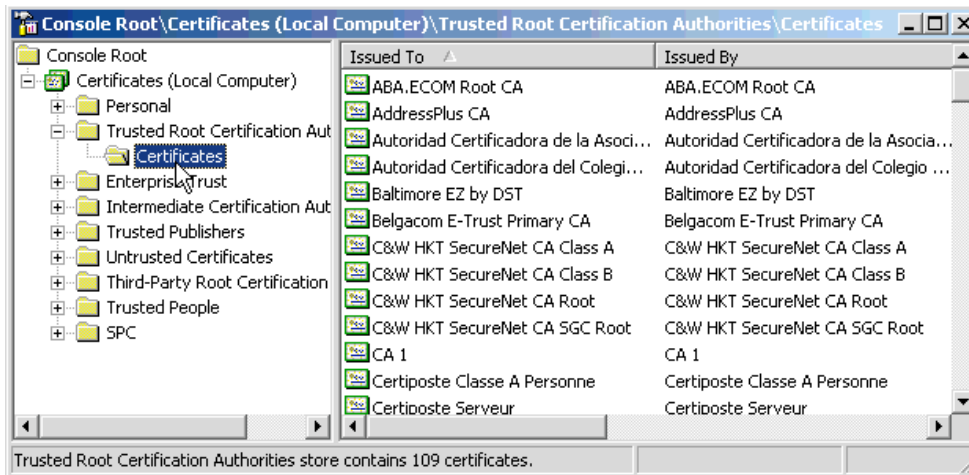 Console Root\Certificates (Local Computer)\Trusted Root Certification Authorities\Certificates
Console Root
Certificates (Local Computer)
Personal
Trusted Root Certification Aut
Certificates
Enterprise Trust
Intermediate Certification Aut
Trusted Publishers
Untrusted Certificates
Third-Party Root Certification
Trusted People
SPC
Issued To Issued By
ABA.ECOM Root CA ABA.ECOM Root CA
AddressPlus CA AddressPlus CA
Autoridad Certificadora de la Asoci... Autoridad Certificadora de la Asocia...
Autoridad Certificadora del Colegi... Autoridad Certificadora del Colegio ...
Baltimore EZ by DST Baltimore EZ by DST
Belgacom E-Trust Primary CA Belgacom E-Trust Primary CA
C&W HKT SecureNet CA Class A C&W HKT SecureNet CA Class A
C&W HKT SecureNet CA Class B C&W HKT SecureNet CA Class B
C&W HKT SecureNet CA Root C&W HKT SecureNet CA Root
C&W HKT SecureNet CA SGC Root C&W HKT SecureNet CA SGC Root
CA 1 CA 1
Certiposte Classe A Personne Certiposte Classe A Personne
Certiposte Serveur Certiposte Serveur
Trusted Root Certification Authorities store contains 109 certificates.